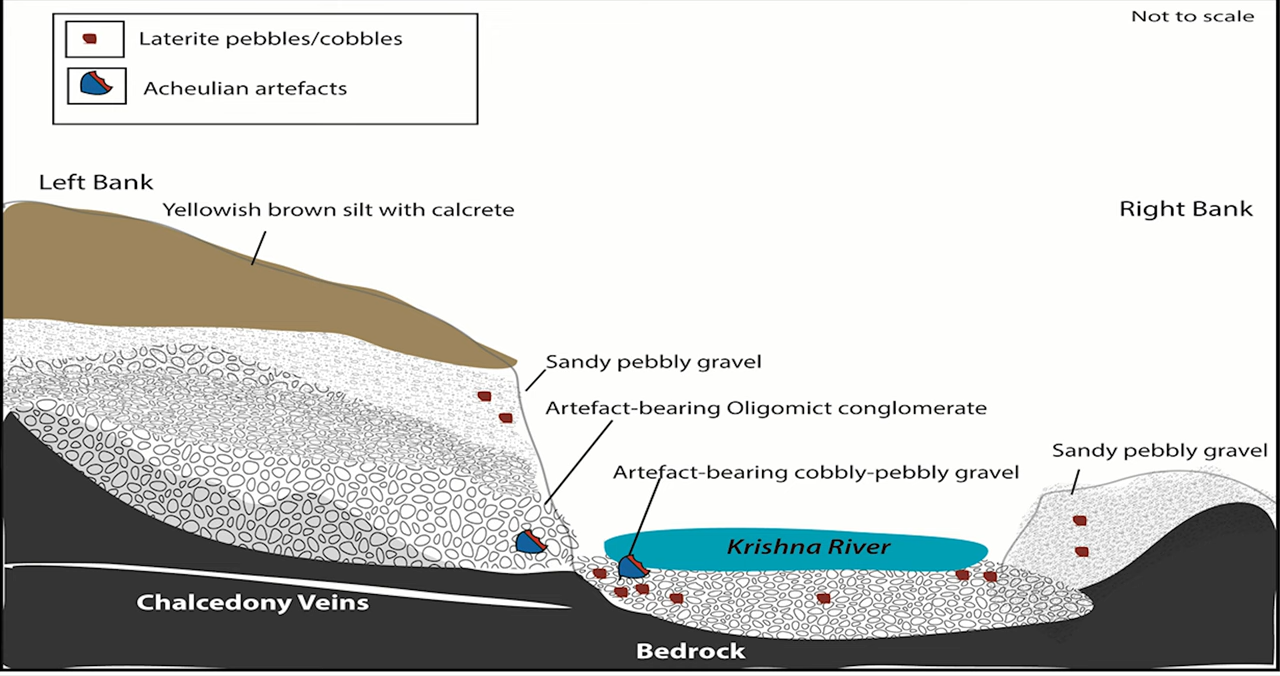 Not to scale
Laterite pebbles/cobbles
Acheulian artefacts
Left Bank
Yellowish brown silt with calcrete
Right Bank
Sandy pebbly gravel
Artefact-bearing Oligomict conglomerate
Sandy pebbly gravel
Artefact-bearing cobbly-pebbly gravel
Krishna River
Chalcedony Veins
Bedrock